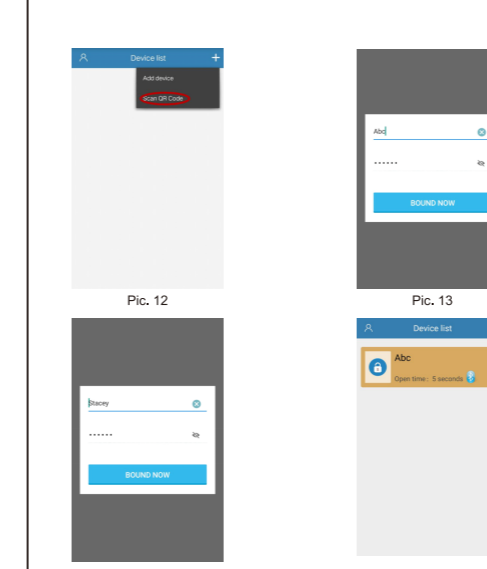 Device list +
Add device
Scan QR Code
Pic. 12
Abc
······
BOUND NOW
Pic. 13
Stacey
······
BOUND NOW
Device list
Abc
Open time : 5 seconds